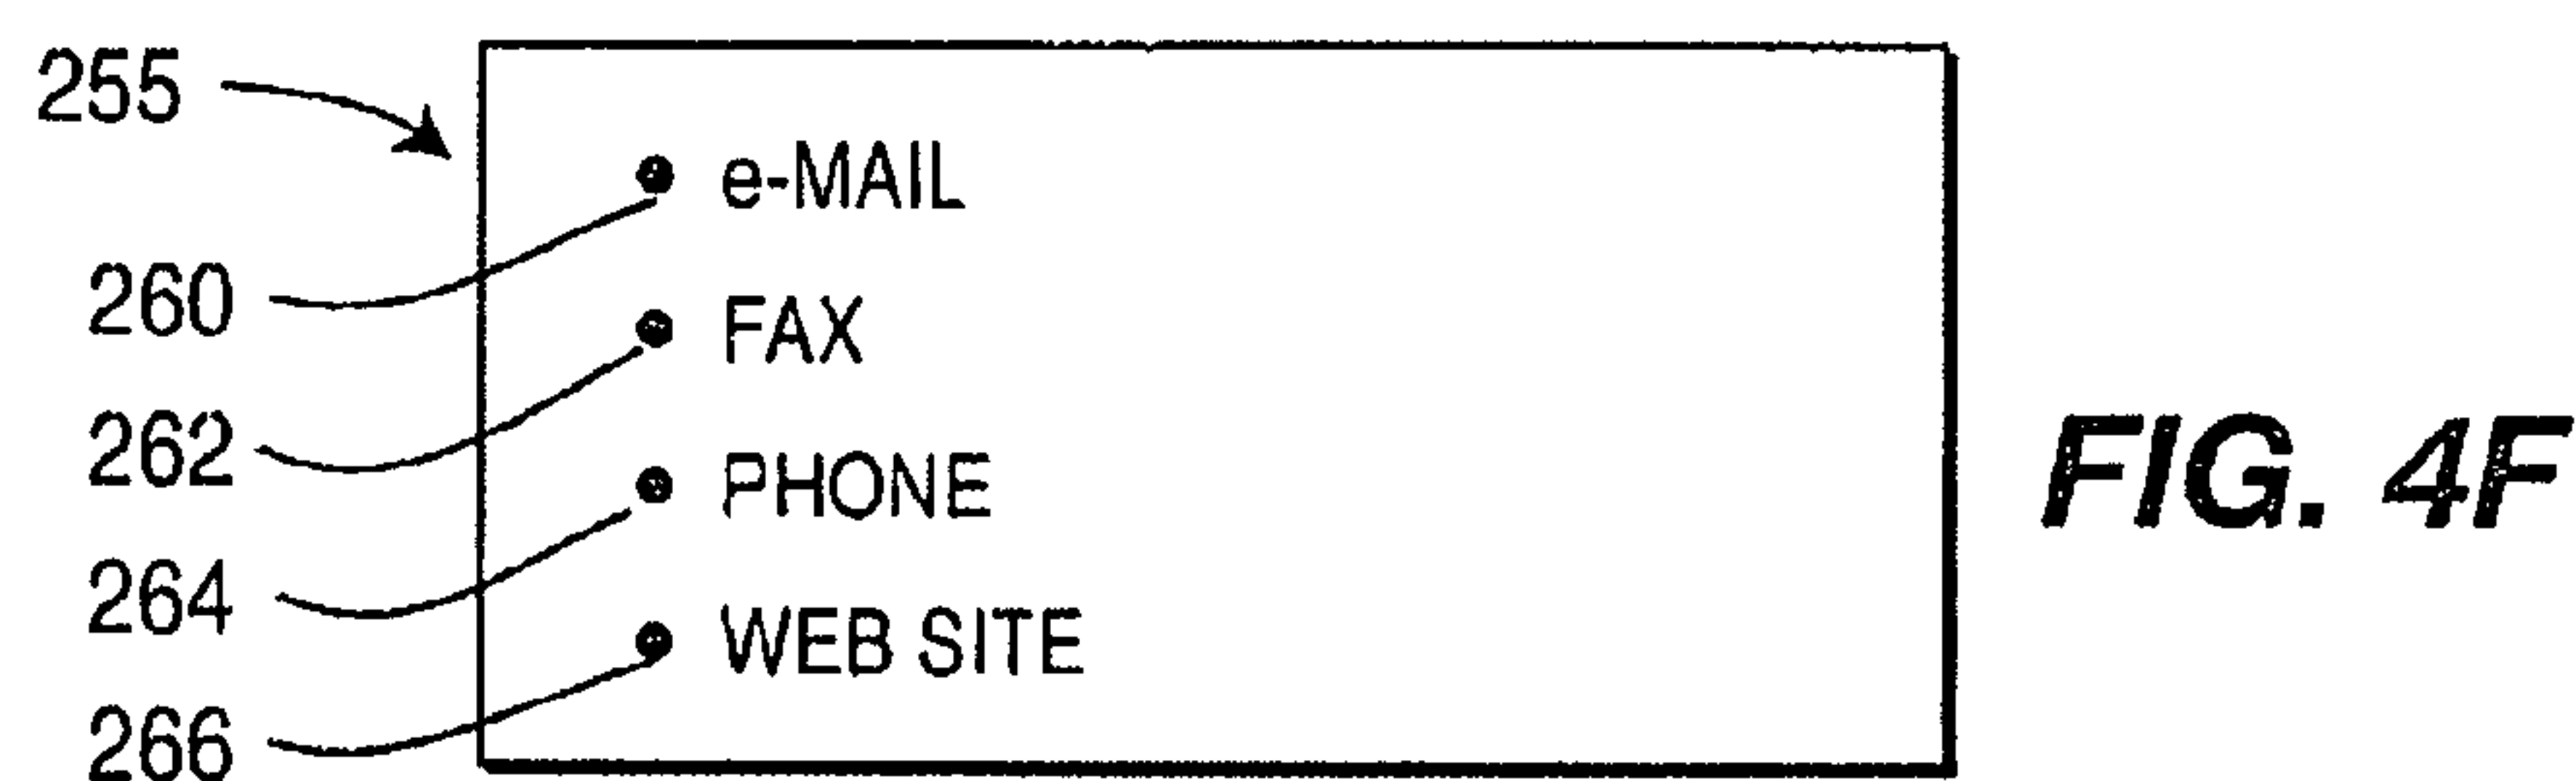 255
e-MAIL
260
FAX
262
PHONE
264
WEB SITE
266
FIG. 4F